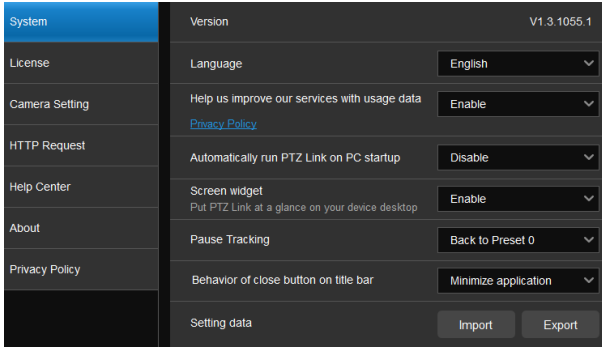 System
License
Camera Setting
HTTP Request
Help Center
About
Privacy Policy
Version V1.3.1055.1
Language English
Help us improve our services with usage data Enable
Privacy Policy
Automatically run PTZ Link on PC startup Disable
Screen widget Enable
Put PTZ Link at a glance on your device desktop
Pause Tracking Back to Preset 0
Behavior of close button on title bar Minimize application
Setting data Import Export